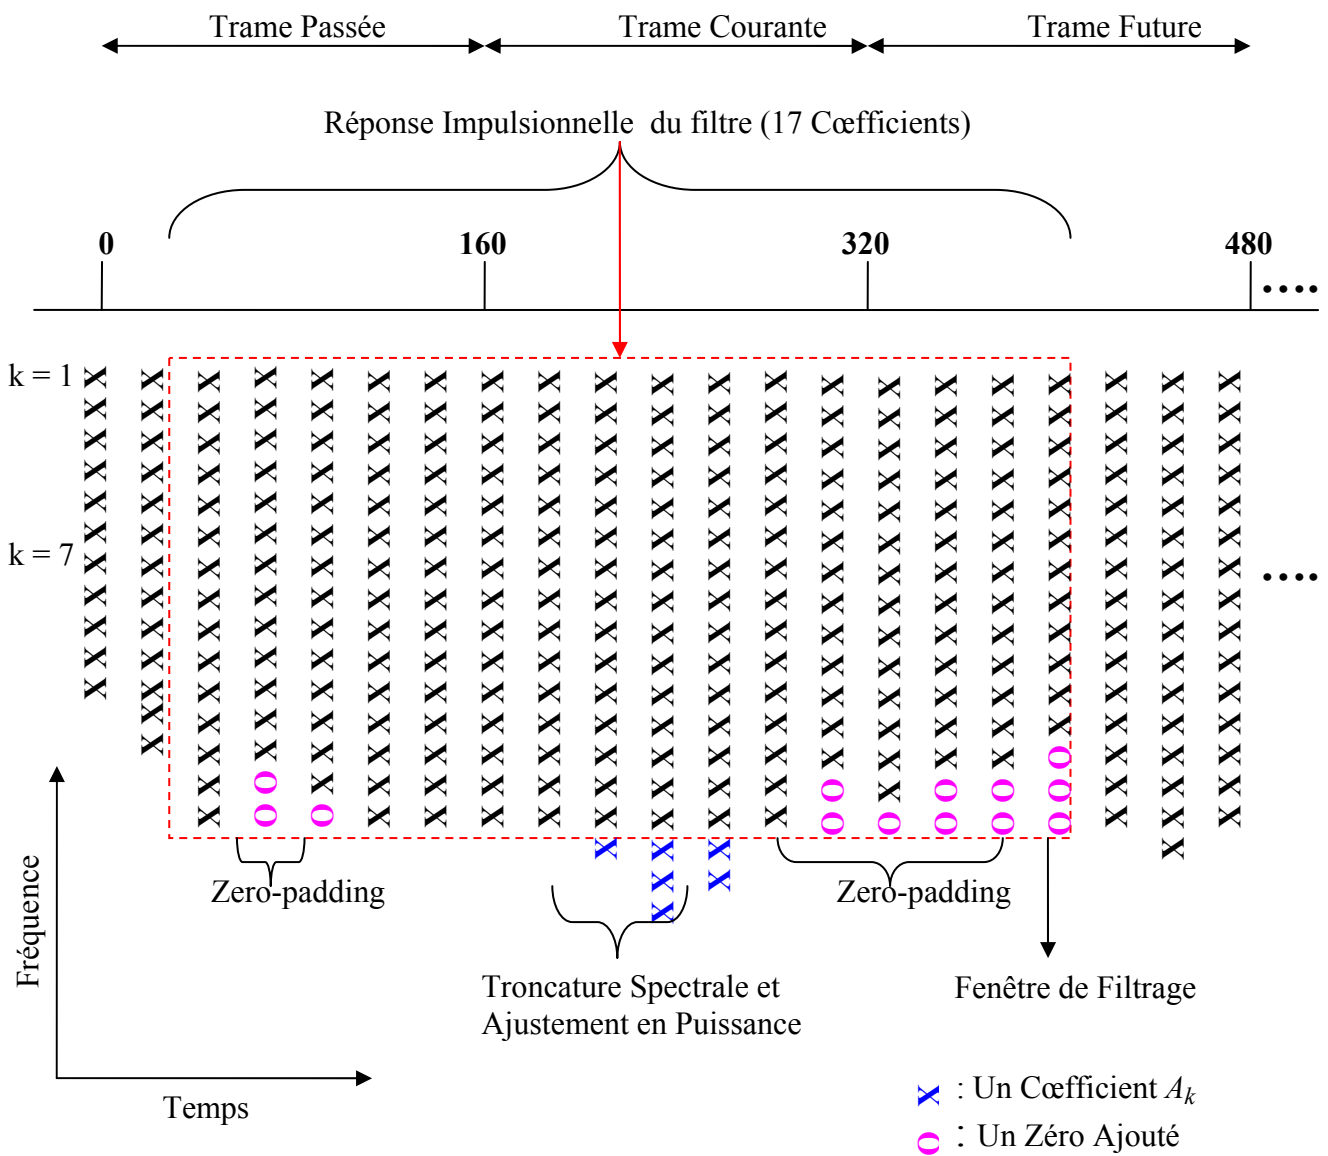 Trame Passée Trame Courante Trame Future
Réponse Impulsionnelle du filtre (17 Cœfficients)
0 160 320 480
....
k = 1
k = 7
....
Zero-padding Zero-padding
Troncature Spectrale et
Ajustement en Puissance
Fenêtre de Filtrage
Fréquence
Temps
X : Un Cœfficient Ak
O : Un Zéro Ajouté